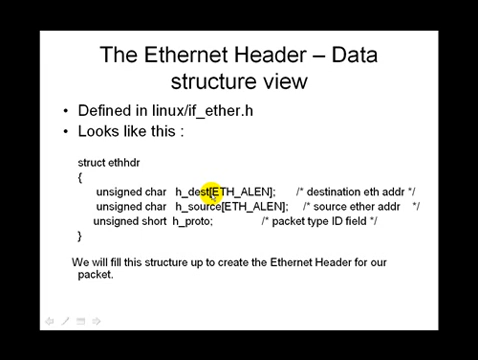 The Ethernet Header – Data
structure view
• Defined in linux/if_ether.h
• Looks like this :
struct ethhdr
{
unsigned char h_dest[ETH_ALEN]; /* destination eth addr */
unsigned char h_source[ETH_ALEN]; /* source ether addr */
unsigned short h_proto; /* packet type ID field */
}
We will fill this structure up to create the Ethernet Header for our
packet.